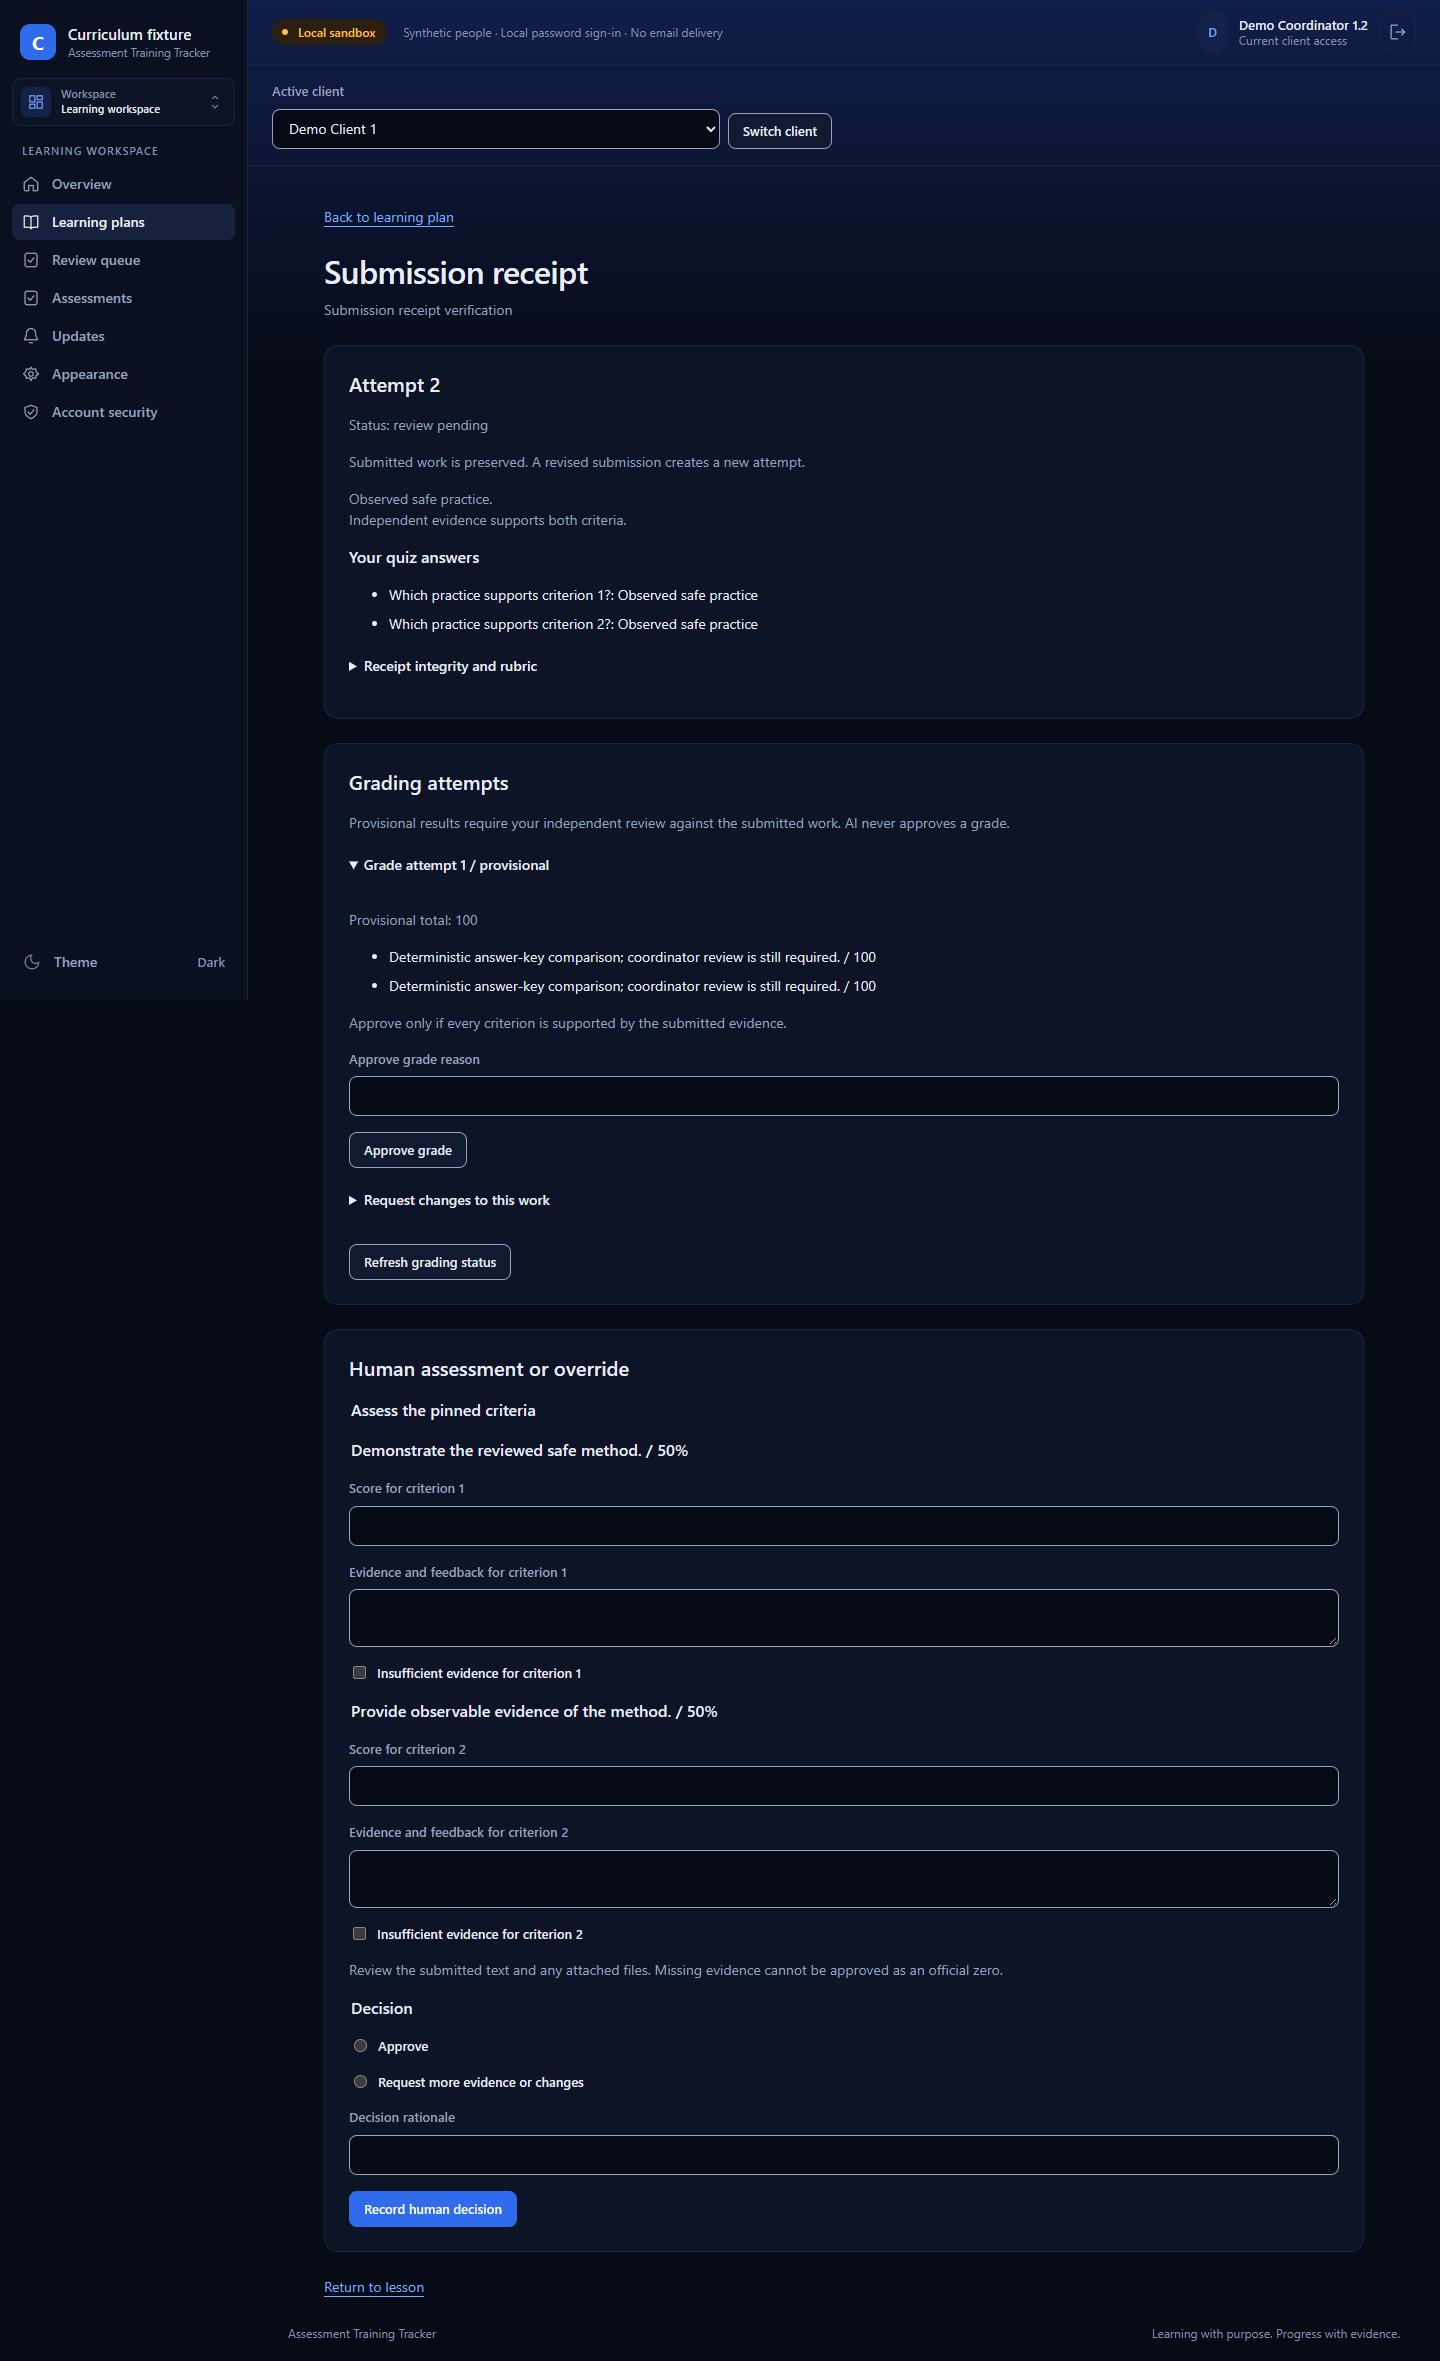 C
Curriculum fixture
Assessment Training Tracker
Workspace
Learning workspace
LEARNING WORKSPACE
Overview
Learning plans
Review queue
Assessments
Updates
Appearance
Account security
Theme
Dark
Local sandbox
Synthetic people · Local password sign-in · No email delivery
D
Demo Coordinator 1.2
Current client access
Active client
Demo Client 1
Switch client
Back to learning plan
Submission receipt
Submission receipt verification
Attempt 2
Status: review pending
Submitted work is preserved. A revised submission creates a new attempt.
Observed safe practice.
Independent evidence supports both criteria.
Your quiz answers
Which practice supports criterion 1?: Observed safe practice
Which practice supports criterion 2?: Observed safe practice
Receipt integrity and rubric
Grading attempts
Provisional results require your independent review against the submitted work. AI never approves a grade.
Grade attempt 1 / provisional
Provisional total: 100
Deterministic answer-key comparison; coordinator review is still required. / 100
Deterministic answer-key comparison; coordinator review is still required. / 100
Approve only if every criterion is supported by the submitted evidence.
Approve grade reason
Approve grade
Request changes to this work
Refresh grading status
Human assessment or override
Assess the pinned criteria
Demonstrate the reviewed safe method. / 50%
Score for criterion 1
Evidence and feedback for criterion 1
Insufficient evidence for criterion 1
Provide observable evidence of the method. / 50%
Score for criterion 2
Evidence and feedback for criterion 2
Insufficient evidence for criterion 2
Review the submitted text and any attached files. Missing evidence cannot be approved as an official zero.
Decision
Approve
Request more evidence or changes
Decision rationale
Record human decision
Return to lesson
Assessment Training Tracker
Learning with purpose. Progress with evidence.